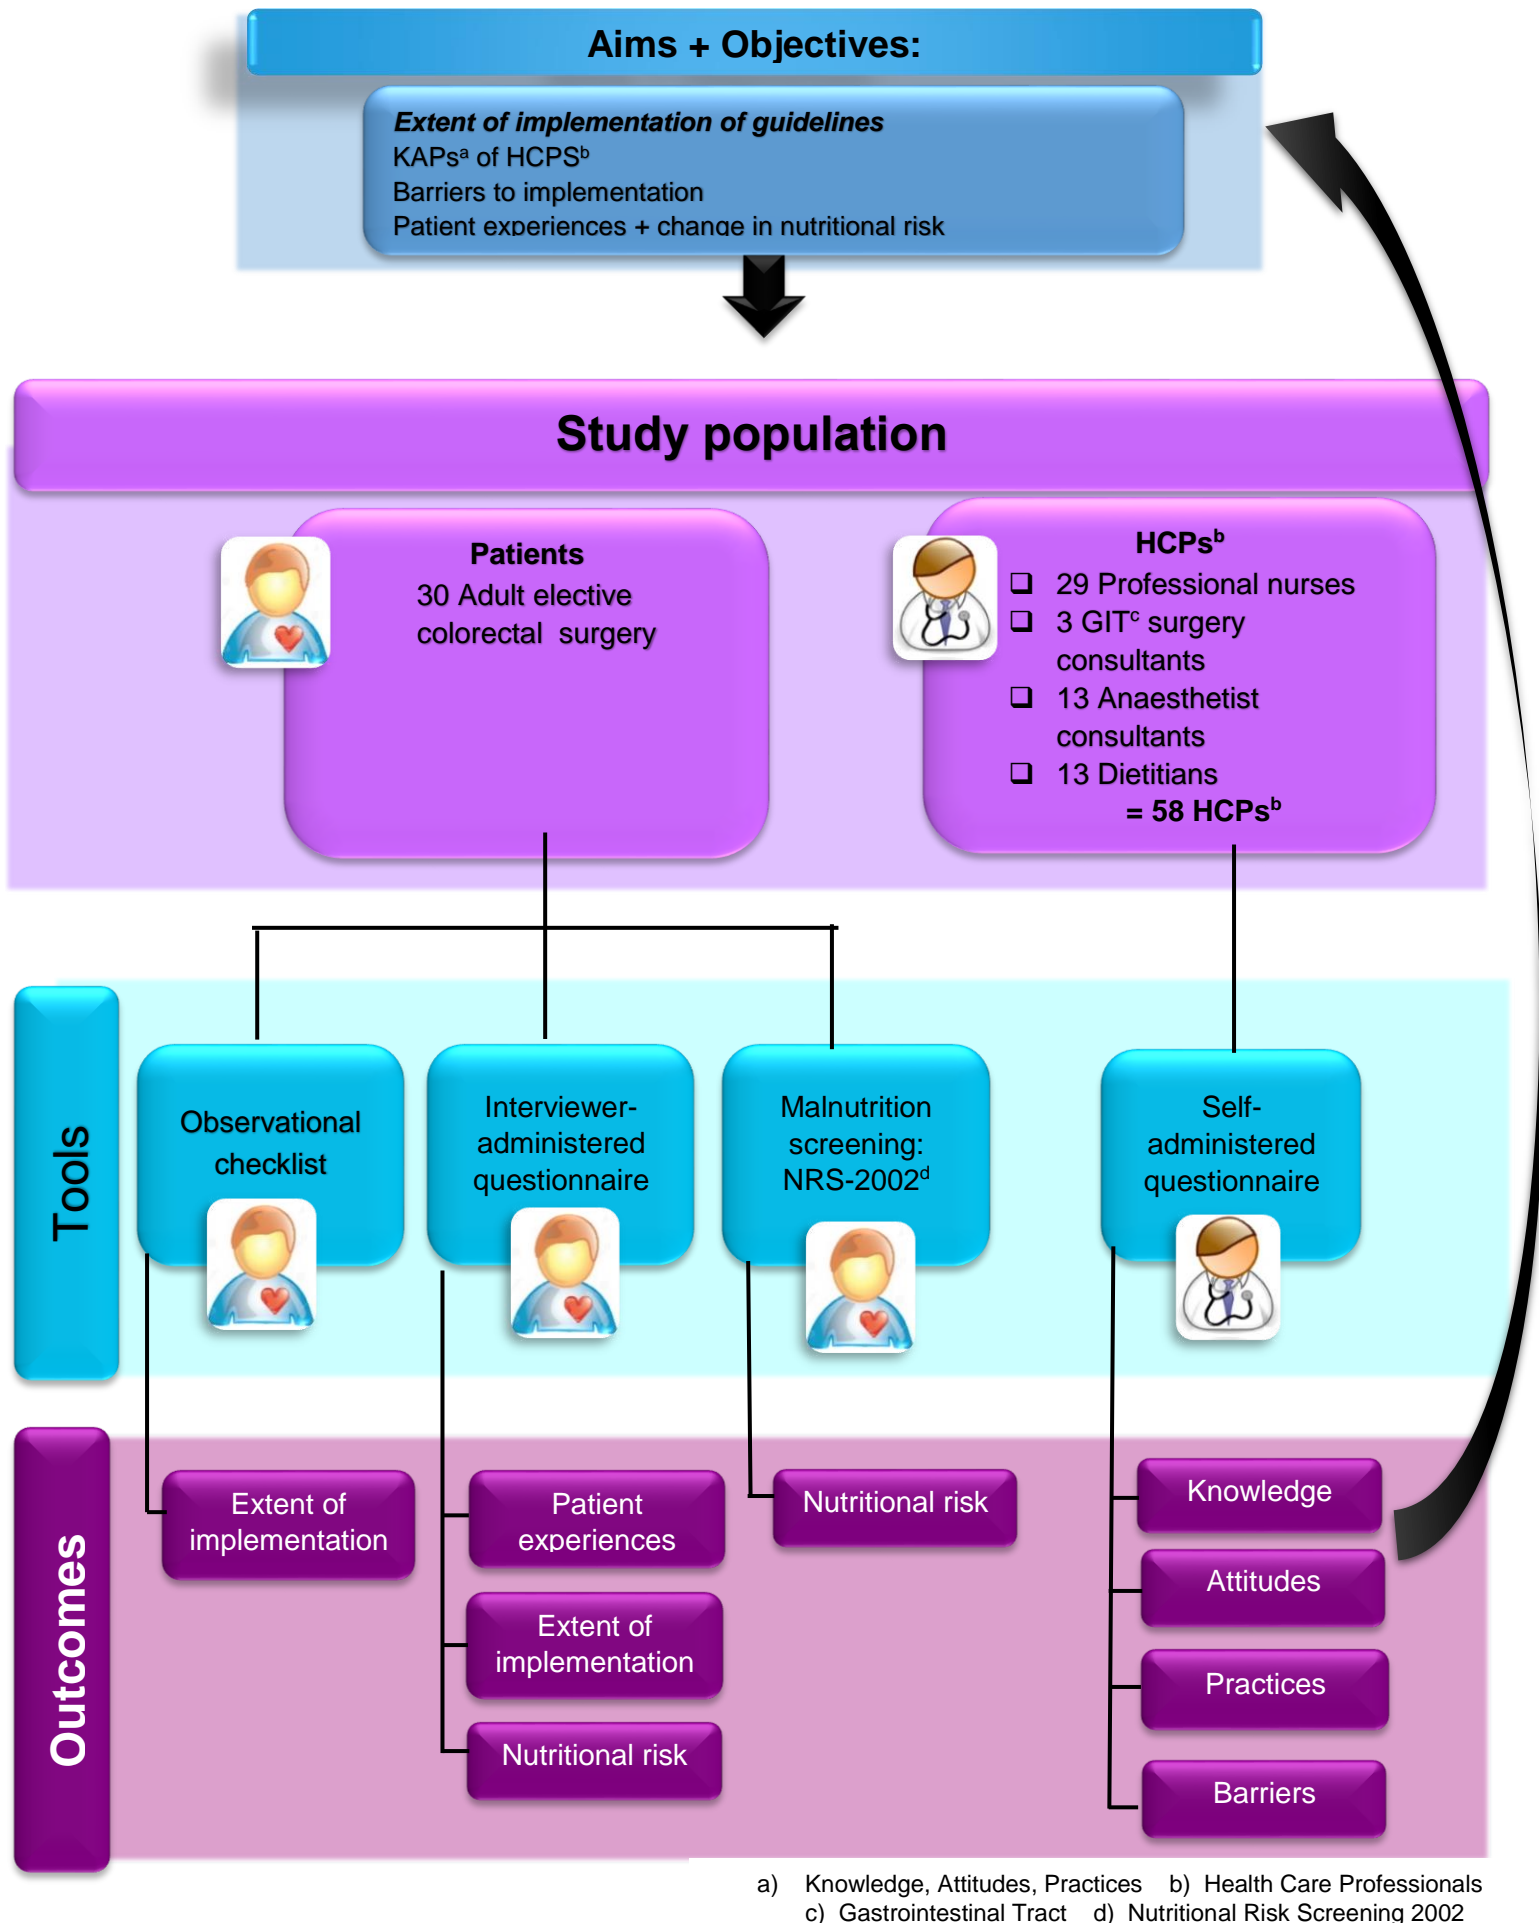 Aims + Objectives:
Extent of implementation of guidelines
KAPsᵃ of HCPSᵇ
Barriers to implementation
Patient experiences + change in nutritional risk
Study population
Patients
30 Adult elective
colorectal surgery
HCPsᵇ
❑ 29 Professional nurses
❑ 3 GITᶜ surgery
consultants
❑ 13 Anaesthetist
consultants
❑ 13 Dietitians
= 58 HCPsᵇ
Tools
Observational
checklist
Interviewer-
administered
questionnaire
Malnutrition
screening:
NRS-2002ᵈ
Self-
administered
questionnaire
Outcomes
Extent of
implementation
Patient
experiences
Extent of
implementation
Nutritional risk
Nutritional risk
Knowledge
Attitudes
Practices
Barriers
a) Knowledge, Attitudes, Practices b) Health Care Professionals
c) Gastrointestinal Tract d) Nutritional Risk Screening 2002